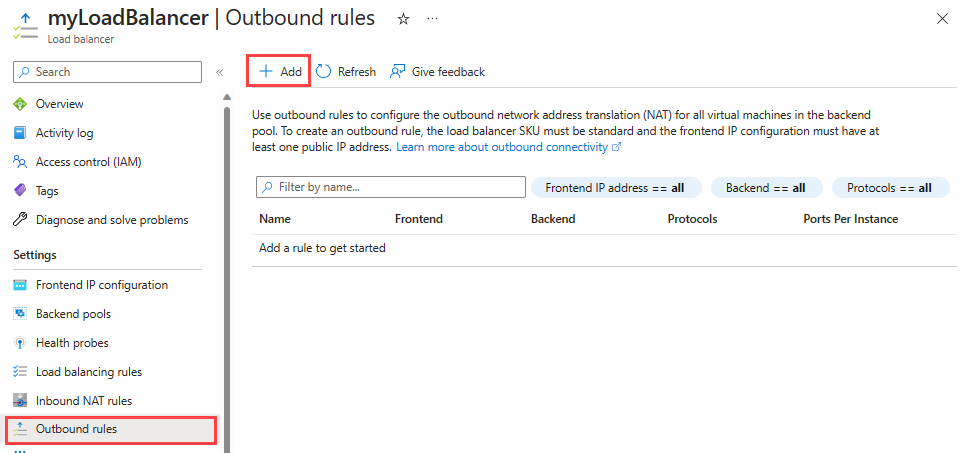 myLoadBalancer | Outbound rules
Load balancer
Search
Overview
Activity log
Access control (IAM)
Tags
Diagnose and solve problems
Settings
Frontend IP configuration
Backend pools
Health probes
Load balancing rules
Inbound NAT rules
Outbound rules
Add Refresh Give feedback
Use outbound rules to configure the outbound network address translation (NAT) for all virtual machines in the backend
pool. To create an outbound rule, the load balancer SKU must be standard and the frontend IP configuration must have at
least one public IP address. Learn more about outbound connectivity
Filter by name... Frontend IP address == all Backend == all Protocols == all
Name Frontend Backend Protocols Ports Per Instance
Add a rule to get started